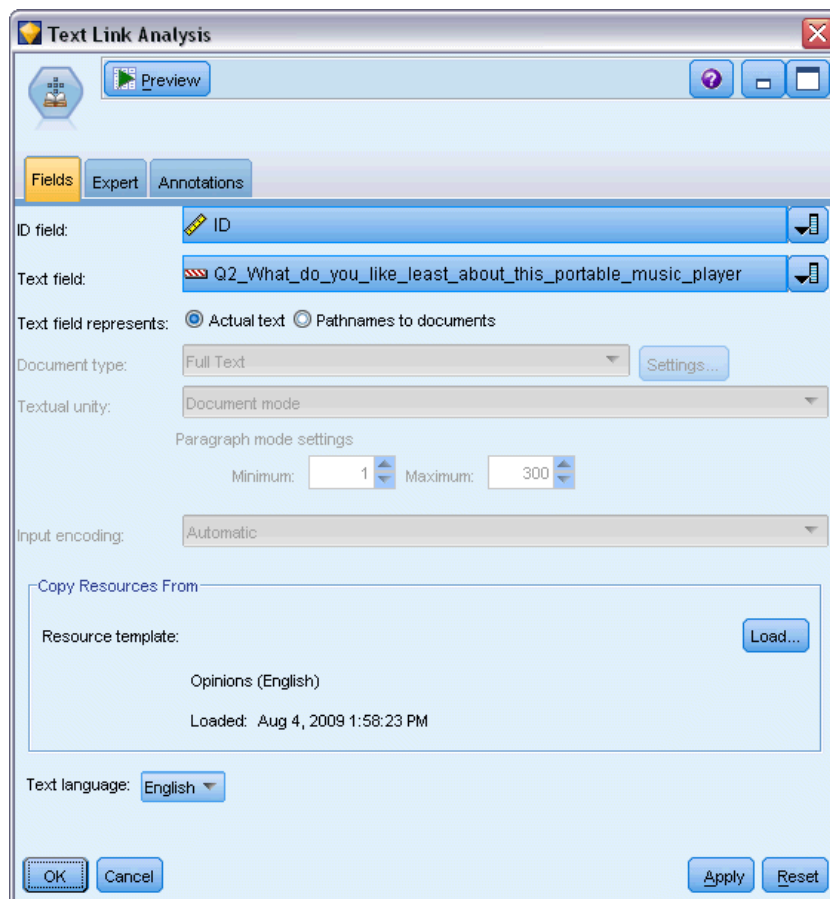 Text Link Analysis
Preview
Fields Expert Annotations
ID field: ID
Text field: Q2_What_do_you_like_least_about_this_portable_music_player
Text field represents: Actual text Pathnames to documents
Document type: Full Text Settings...
Textual unity: Document mode
Paragraph mode settings
Minimum: 1 Maximum: 300
Input encoding: Automatic
Copy Resources From
Resource template: Load...
Opinions (English)
Loaded: Aug 4, 2009 1:58:23 PM
Text language: English
OK Cancel Apply Reset